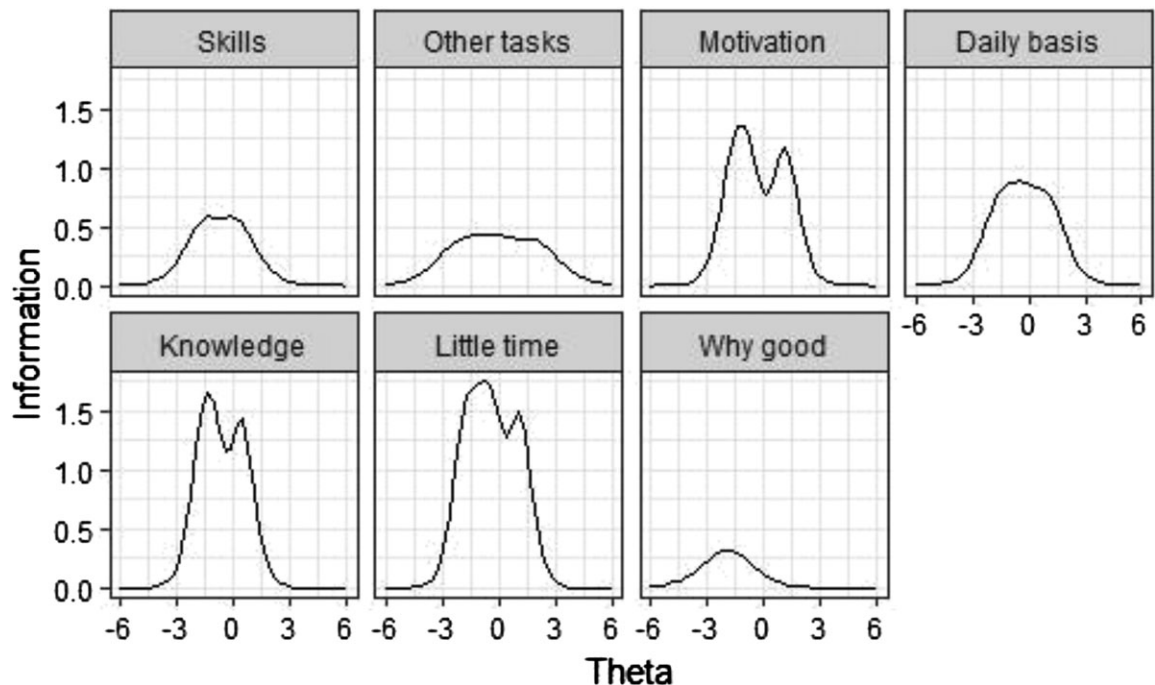 Skills Other tasks Motivation Daily basis
1.5
1.0
0.5
0.0
-6 -3 0 3 6
Knowledge Little time Why good
1.5
1.0
0.5
0.0
-6 -3 0 3 6 -6 -3 0 3 6 -6 -3 0 3 6
Information
Theta